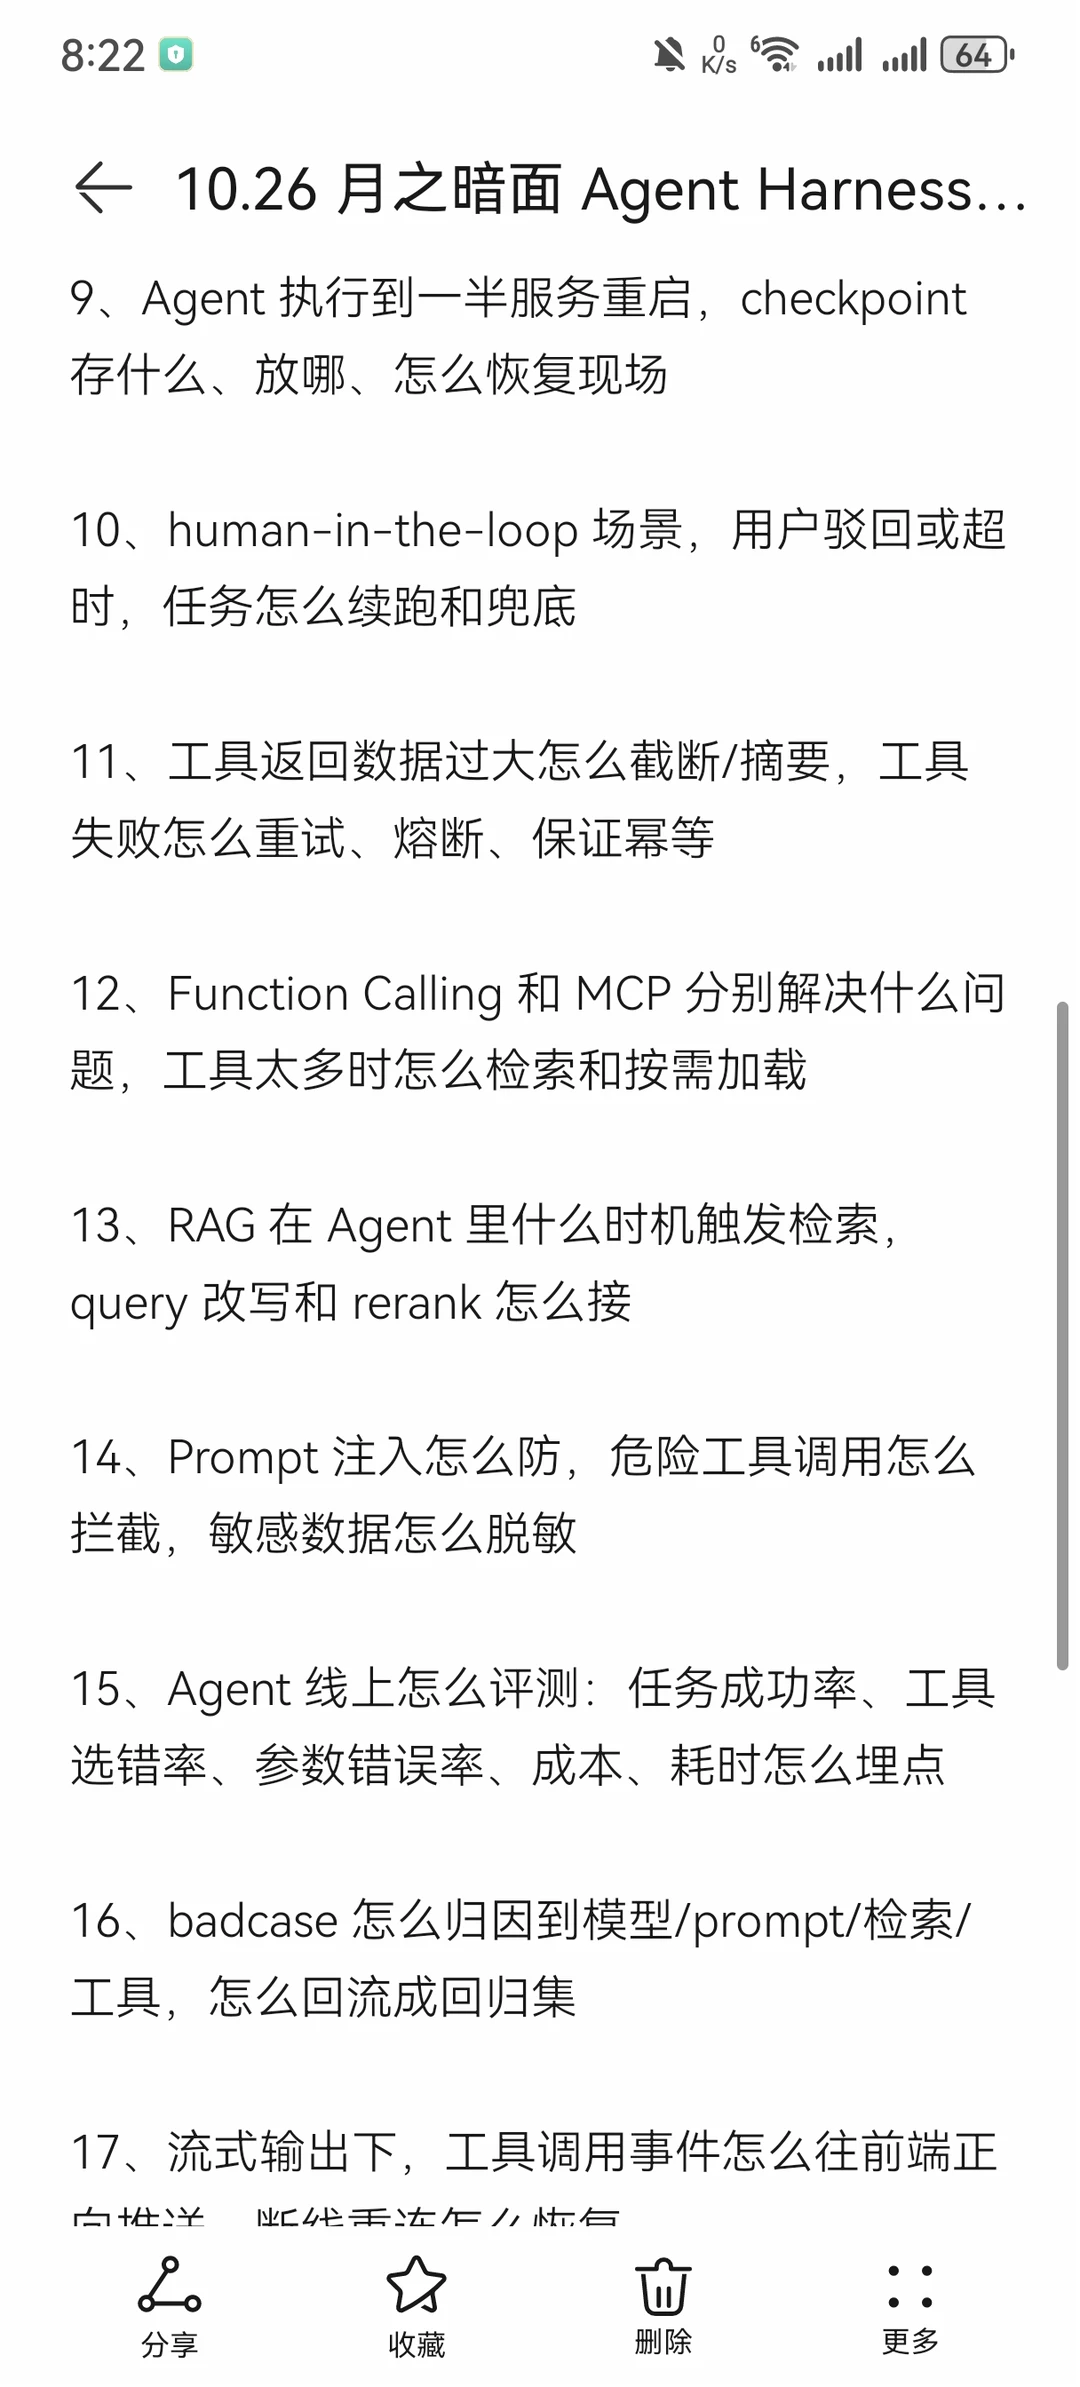 8:22
0
K/s
6
64
10.26 月之暗面 Agent Harness...
9、Agent 执行到一半服务重启，checkpoint
存什么、放哪、怎么恢复现场
10、human-in-the-loop 场景，用户驳回或超
时，任务怎么续跑和兜底
11、工具返回数据过大怎么截断/摘要，工具
失败怎么重试、熔断、保证幂等
12、Function Calling 和 MCP 分别解决什么问
题，工具太多时怎么检索和按需加载
13、RAG 在 Agent 里什么时机触发检索，
query 改写和 rerank 怎么接
14、Prompt 注入怎么防，危险工具调用怎么
拦截，敏感数据怎么脱敏
15、Agent 线上怎么评测：任务成功率、工具
选错率、参数错误率、成本、耗时怎么埋点
16、badcase 怎么归因到模型/prompt/检索/
工具，怎么回流成回归集
17、流式输出下，工具调用事件怎么往前端正
向推送，断线重连怎么恢复
分享
收藏
删除
更多